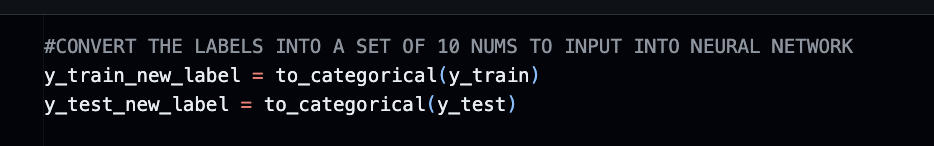 #CONVERT THE LABELS INTO A SET OF 10 NUMS TO INPUT INTO NEURAL NETWORK
y_train_new_label = to_categorical(y_train)
y_test_new_label = to_categorical(y_test)